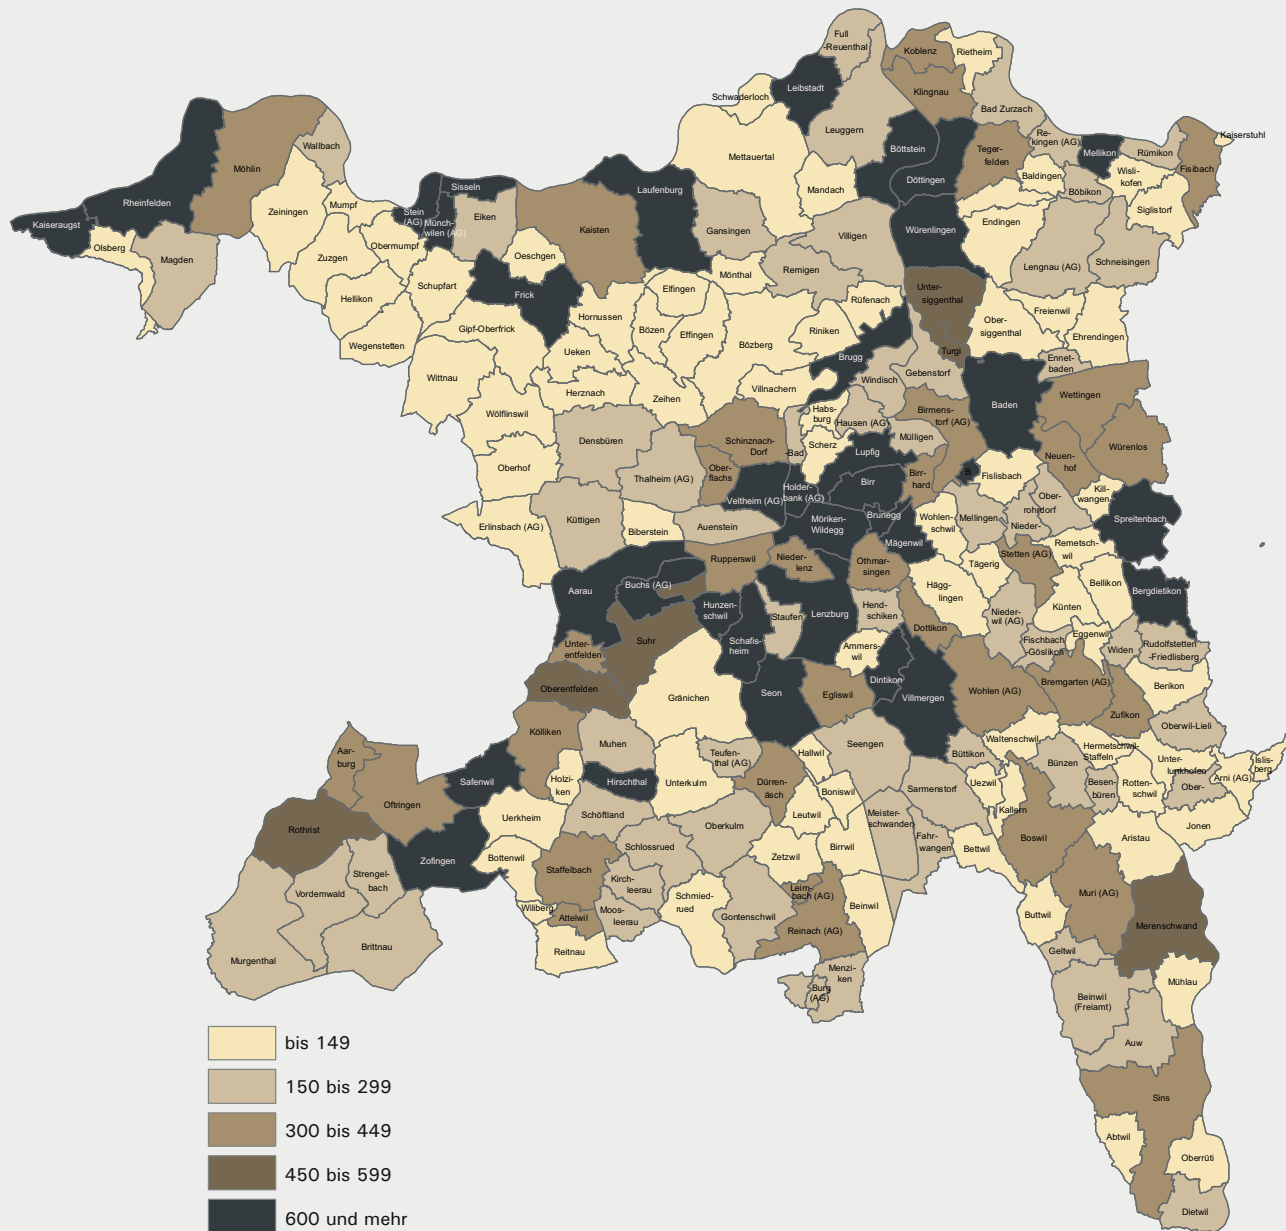 Full
-Reuenthal
Koblenz
Rietheim
Leibstadt
Klingnau
Schwaderloch
Bad Zurzach
Leuggern
Kaiserstuhl
Re-
kingen (AG)
Wallbach
Böttstein
Teger-
felden
Mellikon
Rümikon
Mettauertal
Fisibach
Möhlin
Baldingen
Wisli-
kofen
Döttingen
Sisseln
Laufenburg
Mandach
Böbikon
Rheinfelden
Mumpf
Zeiningen
Stein
(AG)
Münch-
wilen (AG)
Eiken
Siglistorf
Kaiseraugst
Endingen
Kaisten
Gansingen
Villigen
Würenlingen
Olsberg
Obermumpf
Magden
Zuzgen
Oeschgen
Schneisingen
Lengnau (AG)
Mönthal
Remigen
Schupfart
Elfingen
Unter-
siggenthal
Frick
Hellikon
Rüfenach
Freienwil
Hornussen
Ober-
siggenthal
Gipf-Oberfrick
Bözen
Effingen
Riniken
Ehrendingen
Wegenstetten
Bözberg
Ueken
Turgi
Brugg
Ennet-
baden
Wittnau
Gebenstorf
Windisch
Villnachern
Herznach
Zeihen
Wettingen
Baden
Wölflinswil
Habs-
burg
Birmens-
torf (AG)
Hausen (AG)
Densbüren
Schinznach-
Dorf
Mülligen
Scherz
-Bad
Lupfig
Würenlos
Neuen-
hof
Oberhof
Thalheim (AG)
Ober-
flachs
Birr-
hard
B.
Fislisbach
Birr
Holder-
bank (AG)
Veltheim (AG)
Kill-
wangen
Ober-
rohrdorf
Küttigen
Erlinsbach (AG)
Biberstein
Auenstein
Möriken-
Wildegg
Brunegg
Wohlen-
schwil
Mellingen
Nieder-
Spreitenbach
Mägenwil
Remetsch-
wil
Stetten (AG)
Rupperswil
Nieder-
lenz
Othmar-
singen
Tägerig
Aarau
Buchs (AG)
Hägg-
lingen
Bellikon
Bergdietikon
Hunzen-
schwil
Staufen
Lenzburg
Hend-
schiken
Nieder-
wil (AG)
Künten
Suhr
Schafis-
heim
Dottikon
Eggenwil
Fischbach
-Göslikon
Widen
Rudolfstetten
-Friedlisberg
Unter-
entfelden
Ammers-
wil
Oberentfelden
Gränichen
Seon
Egliswil
Dintikon
Villmergen
Wohlen (AG)
Bremgarten (AG)
Berikon
Zufikon
Kölliken
Oberwil-Lieli
Muhen
Seengen
Waltenschwil
Hermetschwil-
Staffeln
Aar-
burg
Teufen-
thal (AG)
Hallwil
Büttikon
Bünzen
Unter-
lunkhofen
Islis-
berg
Safenwil
Holzi-
ken
Hirschthal
Unterkulm
Dürren-
äsch
Uezwil
Besen-
büren
Rotten-
schwil
Ober-
Arni (AG)
Boniswil
Sarmenstorf
Oftringen
Kallern
Schöftland
Leutwil
Meister-
schwanden
Uerkheim
Oberkulm
Rothrist
Jonen
Fahr-
wangen
Boswil
Aristau
Schlossrued
Birrwil
Bettwil
Zetzwil
Zofingen
Bottenwil
Strengel-
bach
Staffelbach
Kirch-
leerau
Vordemwald
Leim-
bach (AG)
Muri (AG)
Schmied-
rued
Beinwil
Wiliberg
Attelwil
Moos-
leerau
Gontenschwil
Buttwil
Merenschwand
Reinach (AG)
Brittnau
Reitnau
Geltwil
Murgenthal
Menzi-
ken
Burg
(AG)
Mühlau
Beinwil
(Freiamt)
Auw
Sins
Abtwil
Oberrüti
Dietwil
bis 149
150 bis 299
300 bis 449
450 bis 599
600 und mehr